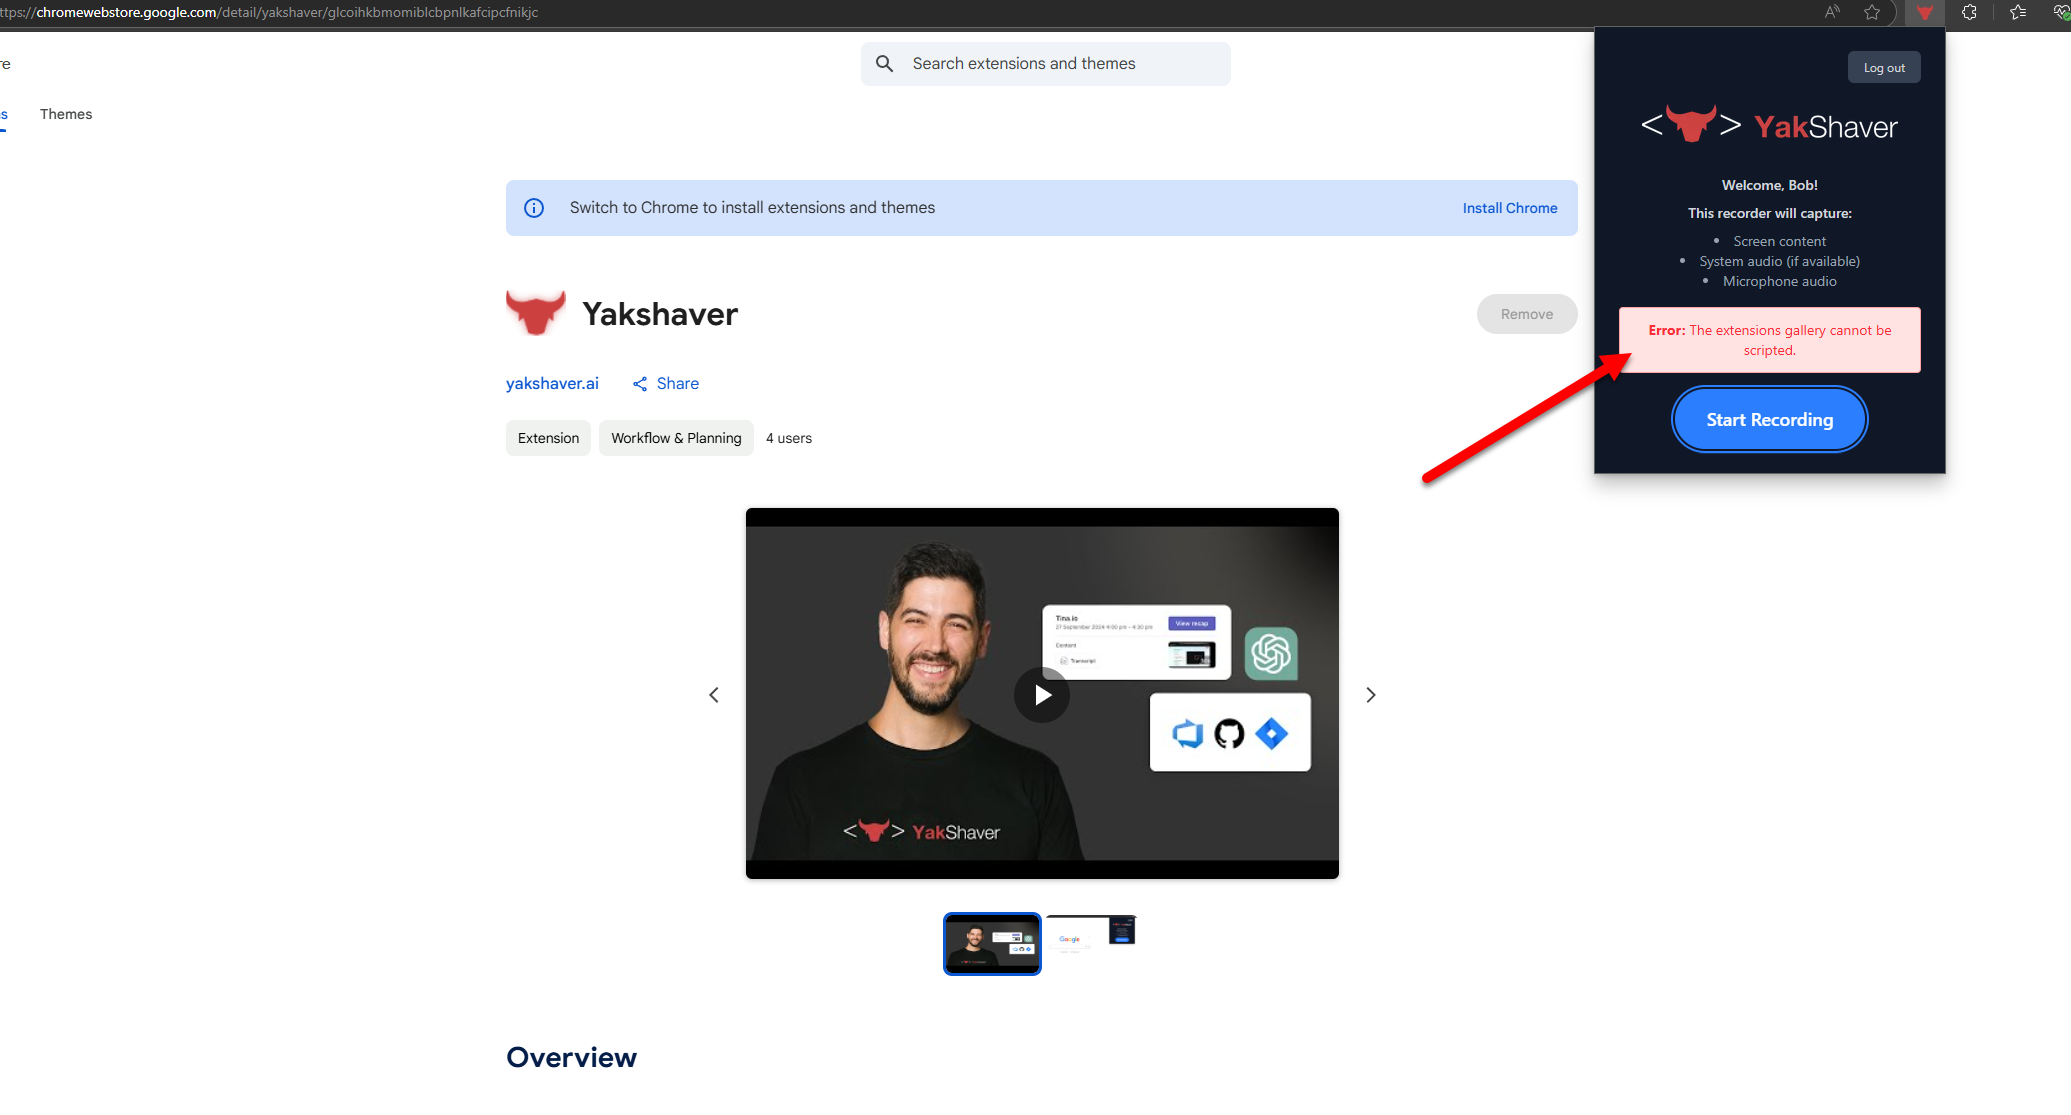 ttps://chromewebstore.google.com/detail/yakshaver/glcoihkbmomiblcbpnlkafcipcfnikjc
re
Search extensions and themes
s
Themes
Log out
<> YakShaver
Welcome, Bob!
This recorder will capture:
• Screen content
• System audio (if available)
• Microphone audio
Error: The extensions gallery cannot be
scripted.
Start Recording
Switch to Chrome to install extensions and themes
Install Chrome
Yakshaver
Remove
yakshaver.ai
Share
Extension
Workflow & Planning
4 users
Tina.io
27 September 2024 4:00 pm - 4:30 pm
View recap
Content
Transcript
<> YakShaver
Google
Overview